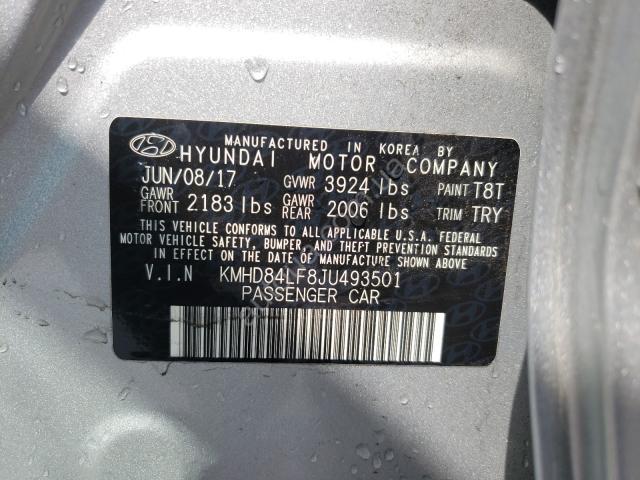 MANUFACTURED IN KOREA BY
HYUNDAI MOTOR COMPANY
JUN/08/17 GVWR 3924 lbs PAINT T8T
GAWR FRONT 2183 lbs GAWR REAR 2006 lbs TRIM TRY
THIS VEHICLE CONFORMS TO ALL APPLICABLE U.S.A. FEDERAL
MOTOR VEHICLE SAFETY, BUMPER, AND THEFT PREVENTION STANDARDS
IN EFFECT ON THE DATE OF MANUFACTURE SHOWN ABOVE.
V.I.N KMHD84LF8JU493501
PASSENGER CAR